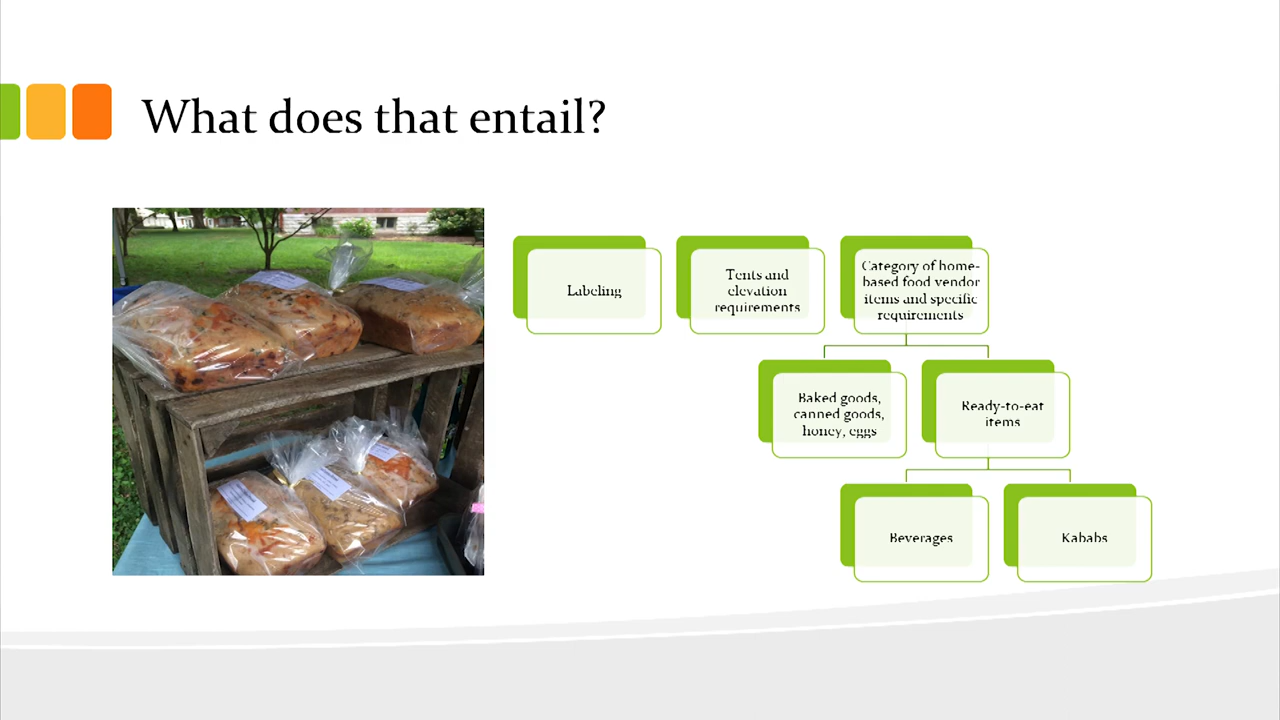 What does that entail?
Labeling
Tents and
elevation
requirements
Category of home-
based food vendor
items and specific
requirements
Baked goods,
canned goods,
honey, eggs
Ready-to-eat
items
Beverages
Kababs